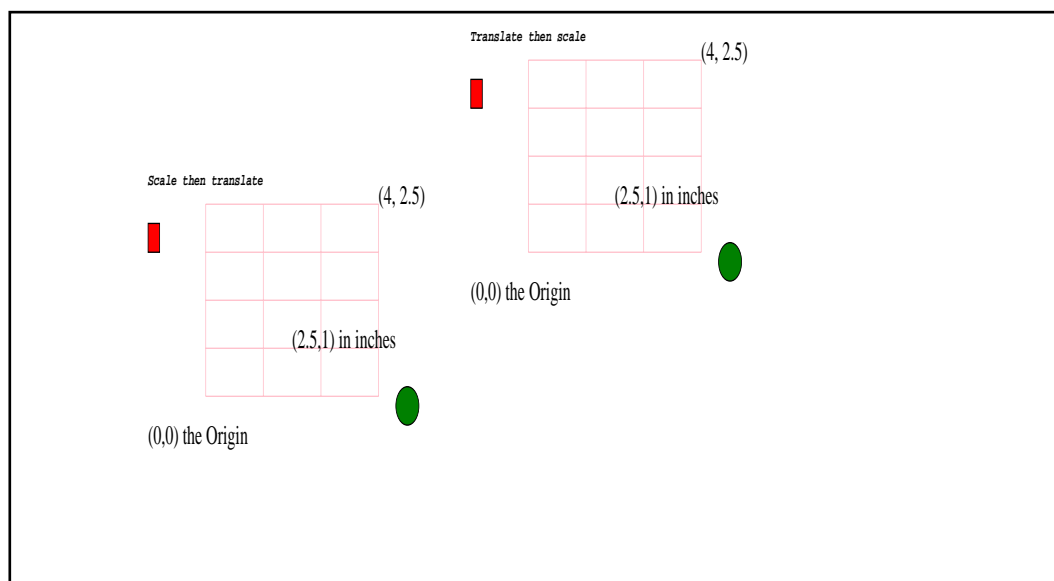 Translate then scale
(4, 2.5)
(2.5,1) in inches
(0,0) the Origin
Scale then translate
(4, 2.5)
(2.5,1) in inches
(0,0) the Origin